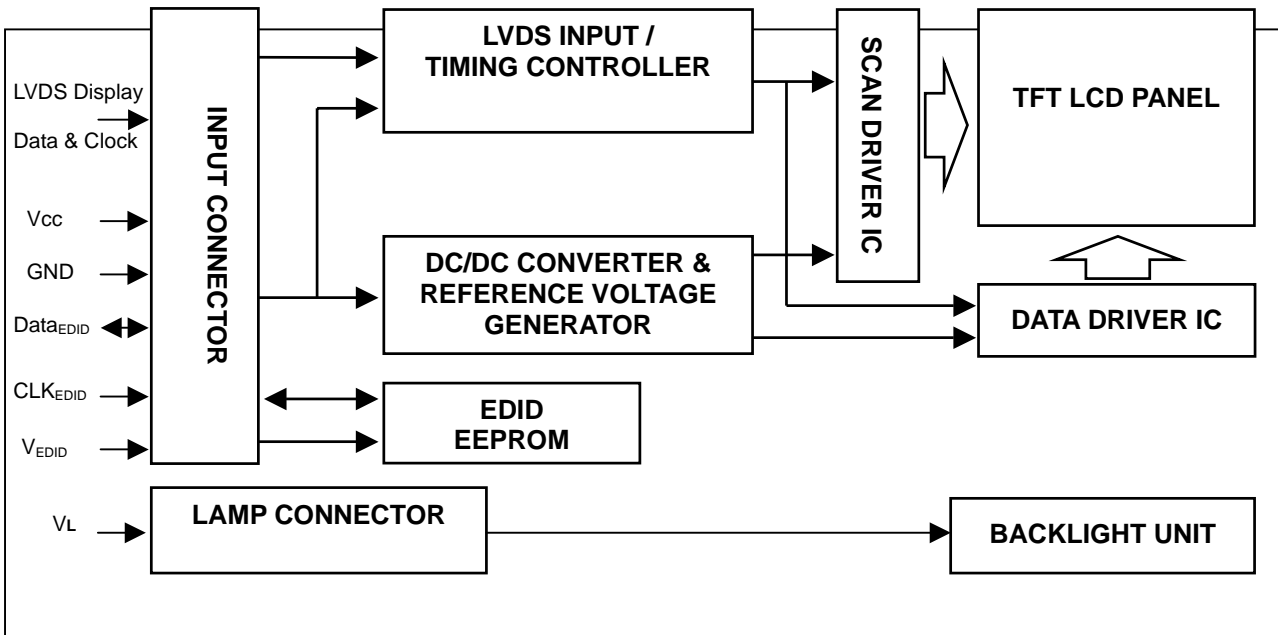 LVDS INPUT /
TIMING CONTROLLER
SCAN DRIVER IC
TFT LCD PANEL
LVDS Display
Data & Clock
INPUT CONNECTOR
Vcc
GND
DataEDID
CLKEDID
VEDID
DC/DC CONVERTER &
REFERENCE VOLTAGE
GENERATOR
DATA DRIVER IC
EDID
EEPROM
VL
LAMP CONNECTOR
BACKLIGHT UNIT